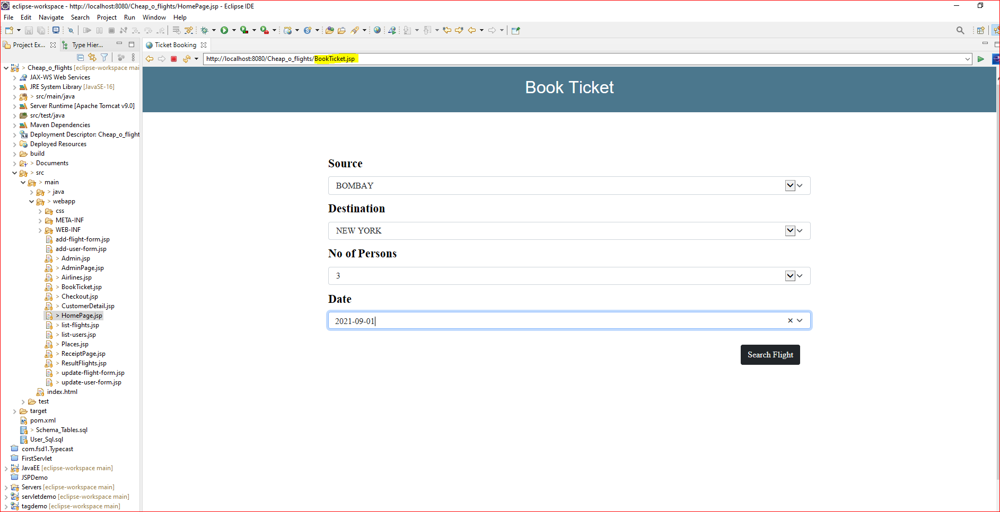 eclipse-workspace - http://localhost:8080/Cheap_o_flights/HomePage.jsp - Eclipse IDE
File Edit Navigate Search Project Run Window Help
Project Ex... Type Hier...
Ticket Booking
http://localhost:8080/Cheap_o_flights/BookTicket.jsp
> Cheap_o_flights [eclipse-workspace mai
JAX-WS Web Services
JRE System Library [JavaSE-16]
> src/main/java
Server Runtime [Apache Tomcat v9.0]
src/test/java
Maven Dependencies
Deployment Descriptor: Cheap_o_flight
Deployed Resources
build
> Documents
> src
> main
> java
> webapp
css
META-INF
WEB-INF
add-flight-form.jsp
add-user-form.jsp
> Admin.jsp
> AdminPage.jsp
> Airlines.jsp
> BookTicket.jsp
> Checkout.jsp
> CustomerDetail.jsp
> HomePage.jsp
> list-flights.jsp
> list-users.jsp
> Places.jsp
> ReceiptPage.jsp
> ResultFlights.jsp
> update-flight-form.jsp
> update-user-form.jsp
index.html
test
target
pom.xml
> Schema_Tables.sql
User_Sql.sql
com.fsd1.Typecast
FirstServlet
JavaEE [eclipse-workspace main]
JSPDemo
Servers [eclipse-workspace main]
servletdemo [eclipse-workspace main]
tagdemo [eclipse-workspace main]
Book Ticket
Source
BOMBAY
Destination
NEW YORK
No of Persons
3
Date
2021-09-01
Search Flight